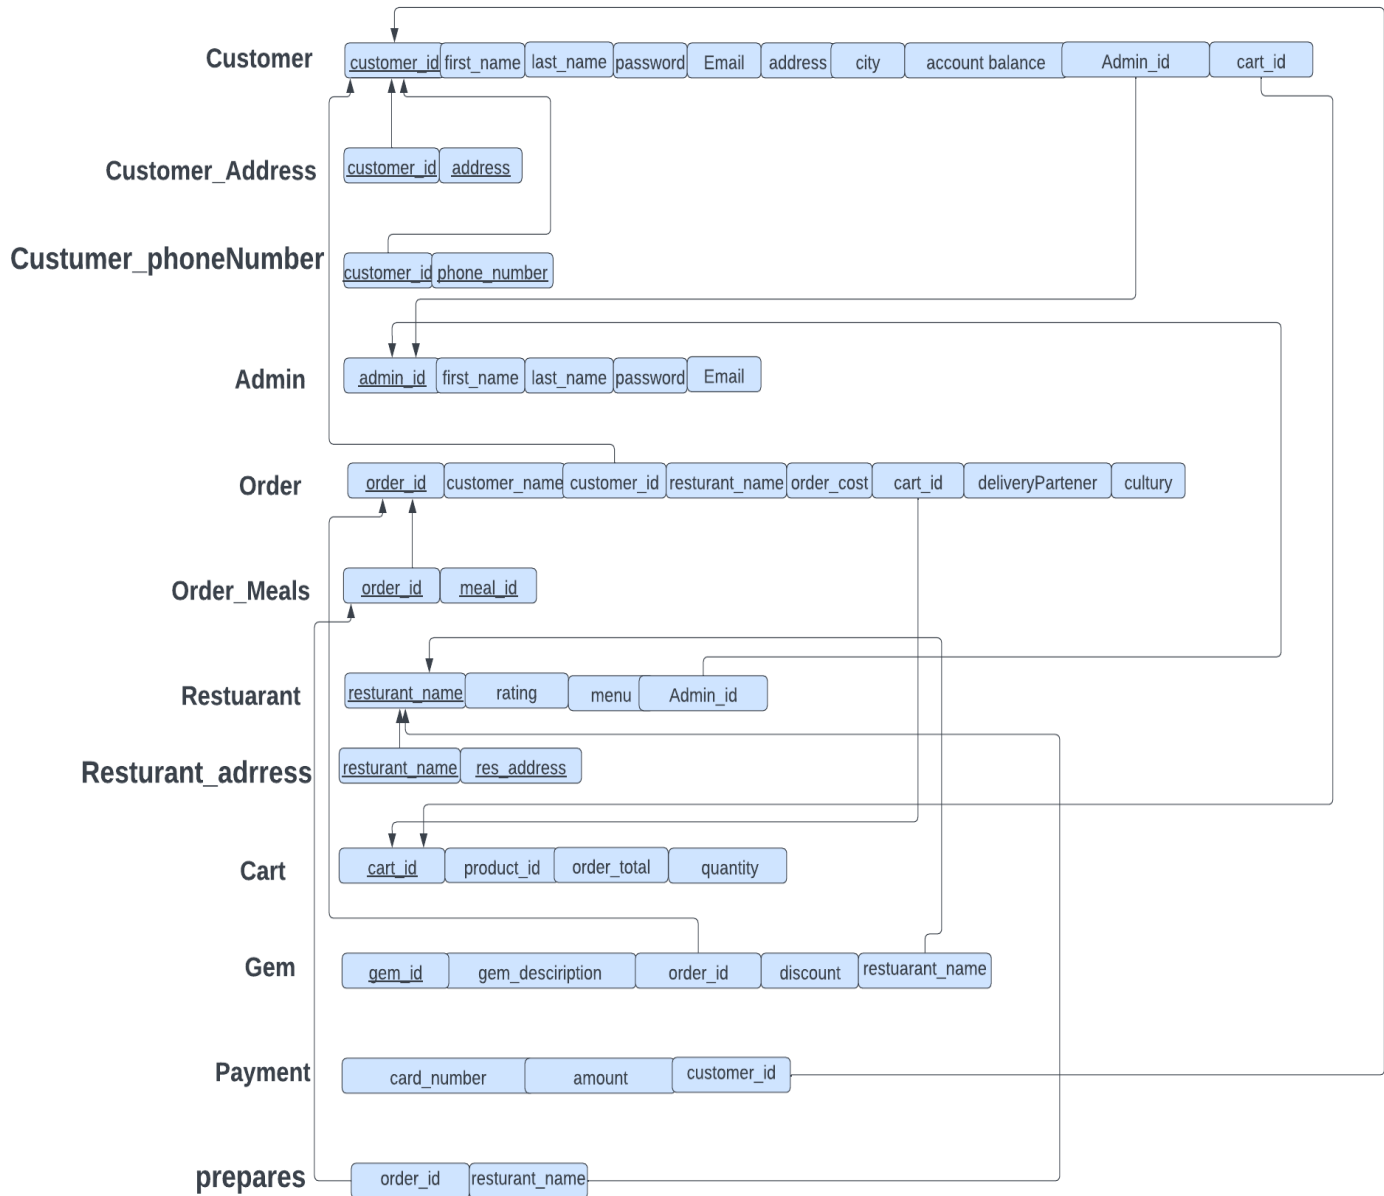 Customer customer_id first_name last_name password Email address city account balance Admin_id cart_id
Customer_Address customer_id address
Custumer_phoneNumber customer_id phone_number
Admin admin_id first_name last_name password Email
Order order_id customer_name customer_id resturant_name order_cost cart_id deliveryPartener cultury
Order_Meals order_id meal_id
Restuarant resturant_name rating menu Admin_id
Resturant_adrress resturant_name res_address
Cart cart_id product_id order_total quantity
Gem gem_id gem_desciription order_id discount restuarant_name
Payment card_number amount customer_id
prepares order_id resturant_name